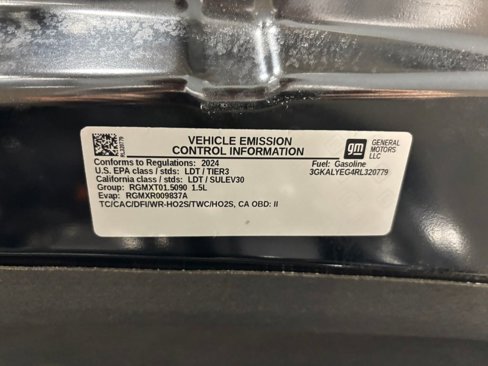 VEHICLE EMISSION
CONTROL INFORMATION
gm
GENERAL
MOTORS
LLC
RL320779
Conforms to Regulations: 2024
Fuel: Gasoline
U.S. EPA class / stds: LDT / TIER3
3GKALYEG4RL320779
California class / stds: LDT / SULEV30
Group: RGMXT01.5090 1.5L
Evap: RGMXR009837A
TC/CAC/DFI/WR-HO2S/TWC/HO2S, CA OBD: II